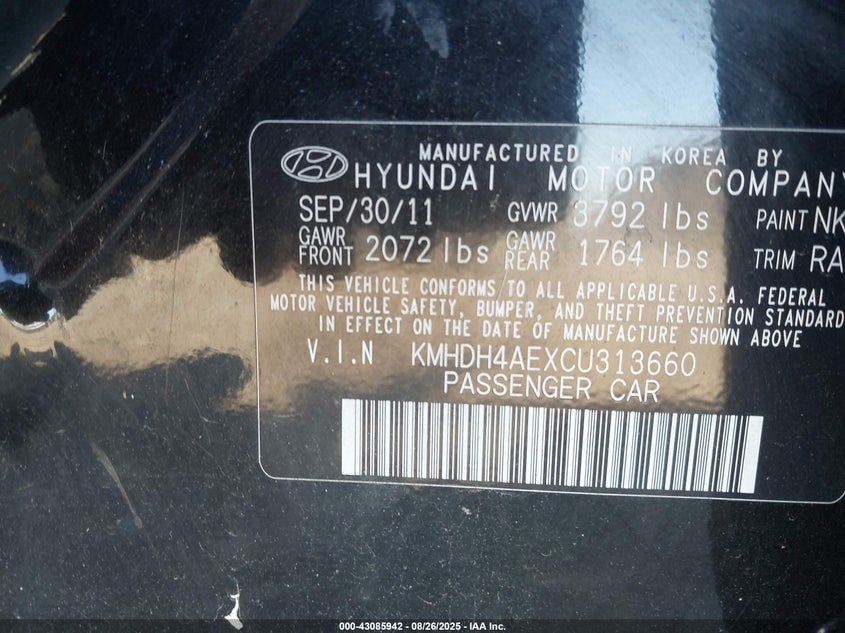 MANUFACTURED IN KOREA BY
HYUNDAI MOTOR COMPANY
SEP/30/11 GVWR 3792 lbs PAINT NK
GAWR FRONT 2072 lbs GAWR REAR 1764 lbs TRIM RA
THIS VEHICLE CONFORMS TO ALL APPLICABLE U.S.A. FEDERAL
MOTOR VEHICLE SAFETY, BUMPER, AND THEFT PREVENTION STANDARD
IN EFFECT ON THE DATE OF MANUFACTURE SHOWN ABOVE
V.I.N KMHDH4AEXCU313660
PASSENGER CAR
000-43085942 - 08/26/2025 - IAA Inc.